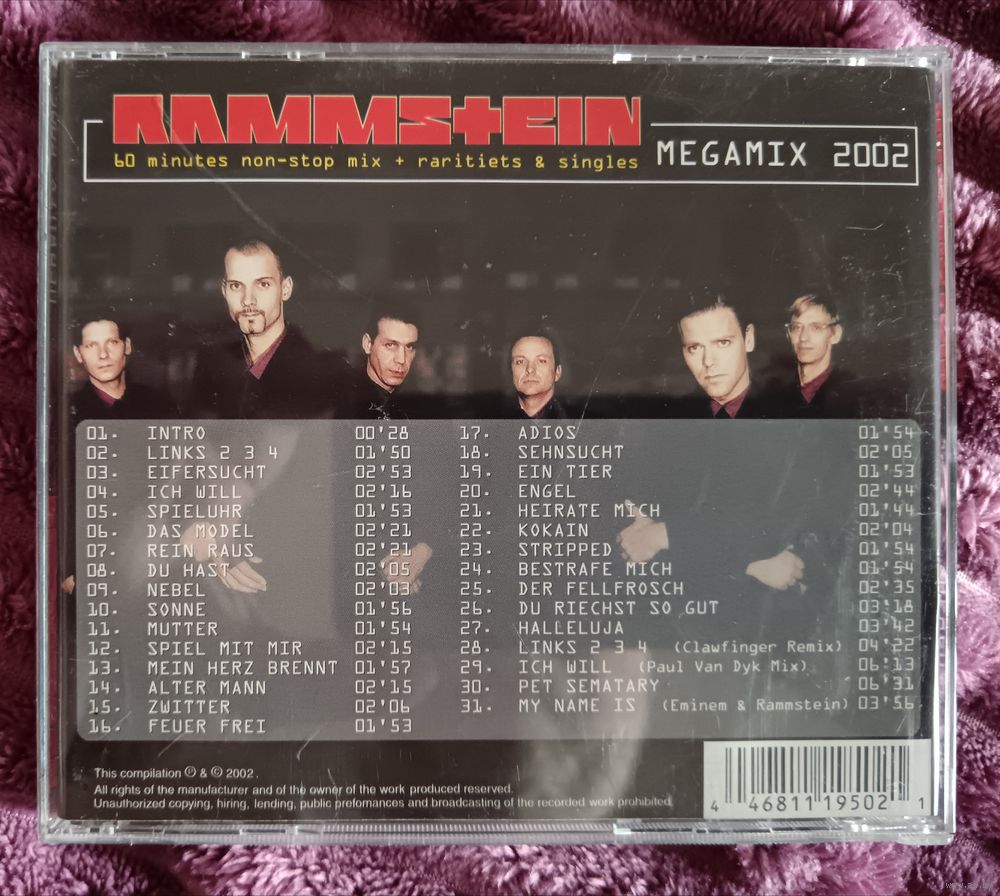 RAMMSTEIN
60 minutes non-stop mix + raritiets & singles
MEGAMIX 2002
01. INTRO 00'28
02. LINKS 2 3 4 01'50
03. EIFERSUCHT 02'53
04. ICH WILL 02'16
05. SPIELUHR 01'53
06. DAS MODEL 02'21
07. REIN RAUS 02'21
08. DU HAST 02'05
09. NEBEL 02'03
10. SONNE 01'56
11. MUTTER 01'54
12. SPIEL MIT MIR 02'15
13. MEIN HERZ BRENNT 01'57
14. ALTER MANN 02'15
15. ZWITTER 02'06
16. FEUER FREI 01'53
17. ADIOS 01'54
18. SEHNSUCHT 02'05
19. EIN TIER 01'53
20. ENGEL 02'44
21. HEIRATE MICH 01'44
22. KOKAIN 02'04
23. STRIPPED 01'54
24. BESTRAFE MICH 01'54
25. DER FELLFROSCH 02'35
26. DU RIECHST SO GUT 03'18
27. HALLELUJA 03'42
28. LINKS 2 3 4 (Clawfinger Remix) 04'22
29. ICH WILL (Paul Van Dyk Mix) 06'13
30. PET SEMATARY 06'31
31. MY NAME IS (Eminem & Rammstein) 03'56
This compilation ℗ & © 2002.
All rights of the manufacturer and of the owner of the work produced reserved.
Unauthorized copying, hiring, lending, public prefomances and broadcasting of the recorded work prohibited.
4 46811 19502 1